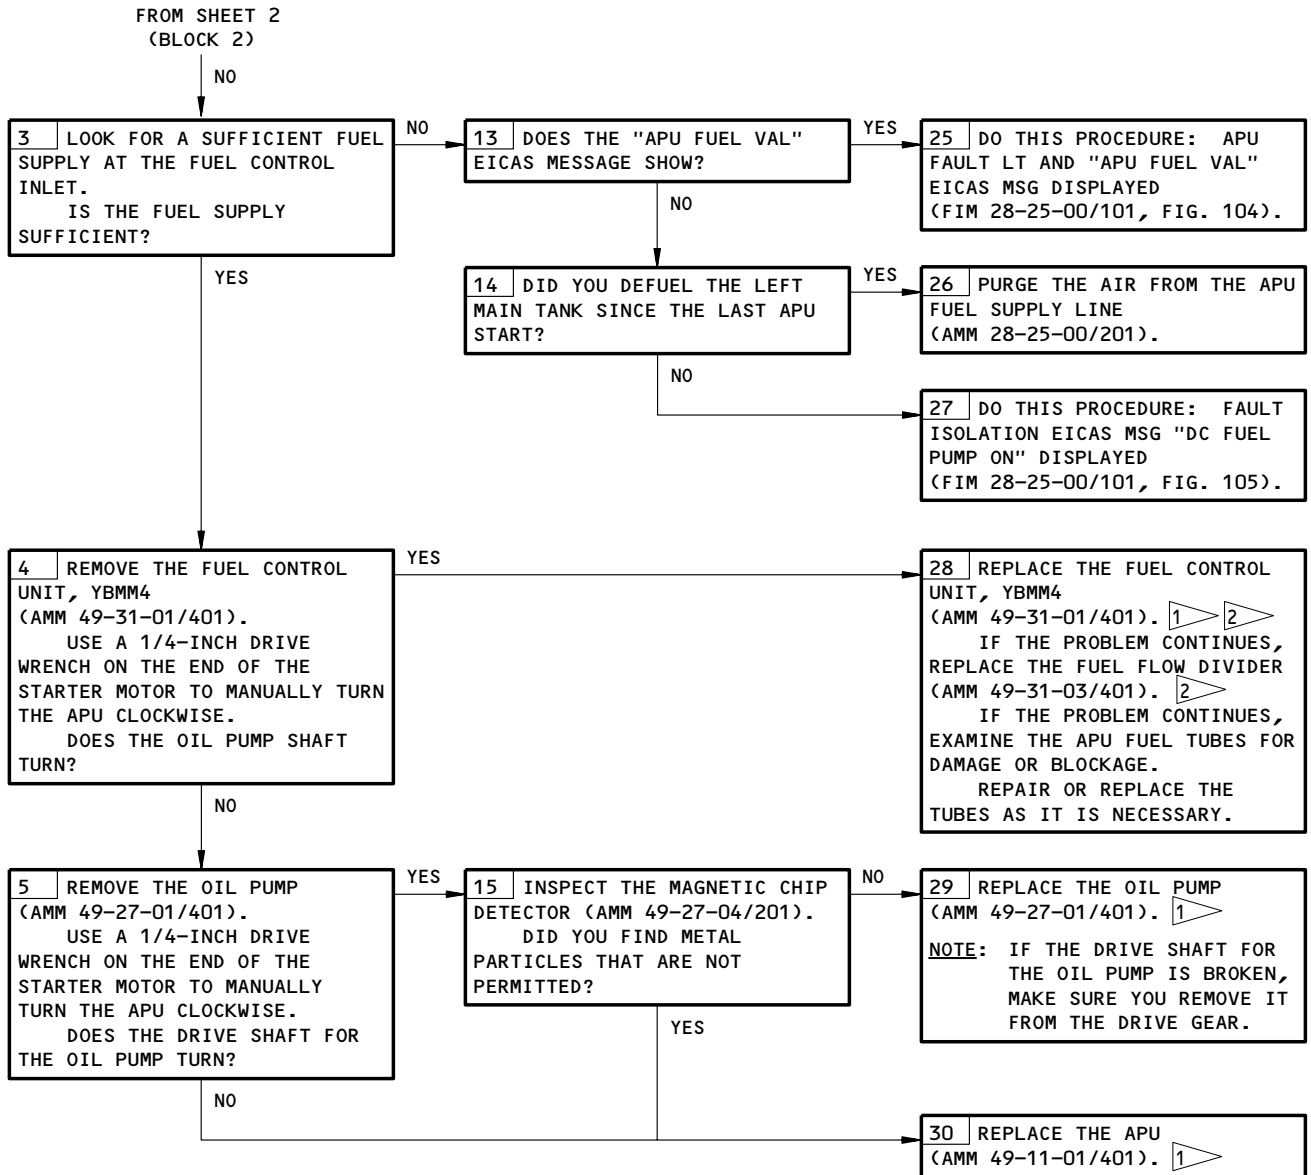 FROM SHEET 2
(BLOCK 2)
NO
3 LOOK FOR A SUFFICIENT FUEL
SUPPLY AT THE FUEL CONTROL
INLET.
IS THE FUEL SUPPLY
SUFFICIENT?
NO
YES
13 DOES THE "APU FUEL VAL"
EICAS MESSAGE SHOW?
YES
NO
25 DO THIS PROCEDURE: APU
FAULT LT AND "APU FUEL VAL"
EICAS MSG DISPLAYED
(FIM 28-25-00/101, FIG. 104).
14 DID YOU DEFUEL THE LEFT
MAIN TANK SINCE THE LAST APU
START?
YES
NO
26 PURGE THE AIR FROM THE APU
FUEL SUPPLY LINE
(AMM 28-25-00/201).
27 DO THIS PROCEDURE: FAULT
ISOLATION EICAS MSG "DC FUEL
PUMP ON" DISPLAYED
(FIM 28-25-00/101, FIG. 105).
4 REMOVE THE FUEL CONTROL
UNIT, YBMM4
(AMM 49-31-01/401).
USE A 1/4-INCH DRIVE
WRENCH ON THE END OF THE
STARTER MOTOR TO MANUALLY TURN
THE APU CLOCKWISE.
DOES THE OIL PUMP SHAFT
TURN?
YES
NO
28 REPLACE THE FUEL CONTROL
UNIT, YBMM4
(AMM 49-31-01/401). 1 2
IF THE PROBLEM CONTINUES,
REPLACE THE FUEL FLOW DIVIDER
(AMM 49-31-03/401). 2
IF THE PROBLEM CONTINUES,
EXAMINE THE APU FUEL TUBES FOR
DAMAGE OR BLOCKAGE.
REPAIR OR REPLACE THE
TUBES AS IT IS NECESSARY.
5 REMOVE THE OIL PUMP
(AMM 49-27-01/401).
USE A 1/4-INCH DRIVE
WRENCH ON THE END OF THE
STARTER MOTOR TO MANUALLY
TURN THE APU CLOCKWISE.
DOES THE DRIVE SHAFT FOR
THE OIL PUMP TURN?
YES
NO
15 INSPECT THE MAGNETIC CHIP
DETECTOR (AMM 49-27-04/201).
DID YOU FIND METAL
PARTICLES THAT ARE NOT
PERMITTED?
NO
YES
29 REPLACE THE OIL PUMP
(AMM 49-27-01/401). 1
NOTE: IF THE DRIVE SHAFT FOR
THE OIL PUMP IS BROKEN,
MAKE SURE YOU REMOVE IT
FROM THE DRIVE GEAR.
30 REPLACE THE APU
(AMM 49-11-01/401). 1